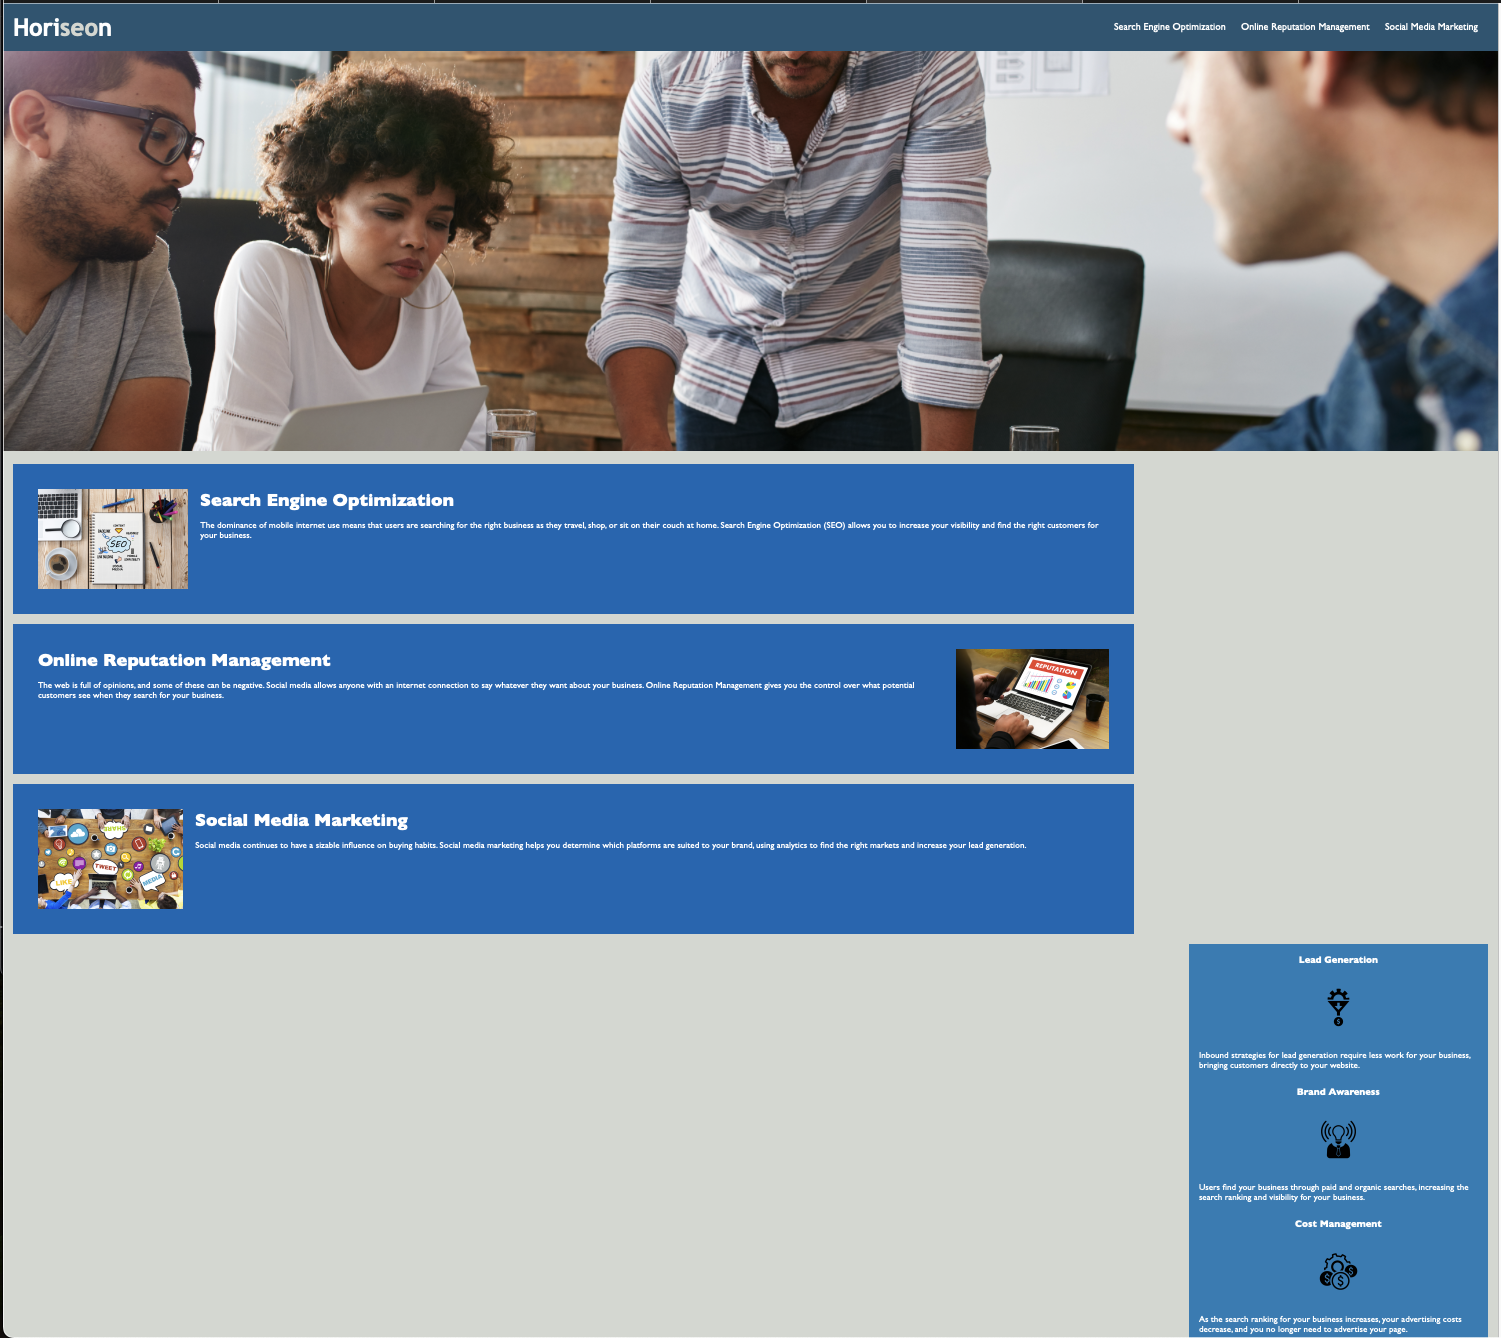 Horiseon
Search Engine Optimization Online Reputation Management Social Media Marketing
Search Engine Optimization
The dominance of mobile internet use means that users are searching for the right business as they travel, shop, or sit on their couch at home. Search Engine Optimization (SEO) allows you to increase your visibility and find the right customers for
your business.
SEO
Online Reputation Management
The web is full of opinions, and some of these can be negative. Social media allows anyone with an internet connection to say whatever they want about your business. Online Reputation Management gives you the control over what potential
customers see when they search for your business.
REPUTATION
Social Media Marketing
Social media continues to have a sizable influence on buying habits. Social media marketing helps you determine which platforms are suited to your brand, using analytics to find the right markets and increase your lead generation.
SHARE
TWEET
LIKE
MEDIA
Lead Generation
Inbound strategies for lead generation require less work for your business,
bringing customers directly to your website.
Brand Awareness
Users find your business through paid and organic searches, increasing the
search ranking and visibility for your business.
Cost Management
As the search ranking for your business increases, your advertising costs
decrease, and you no longer need to advertise your page.